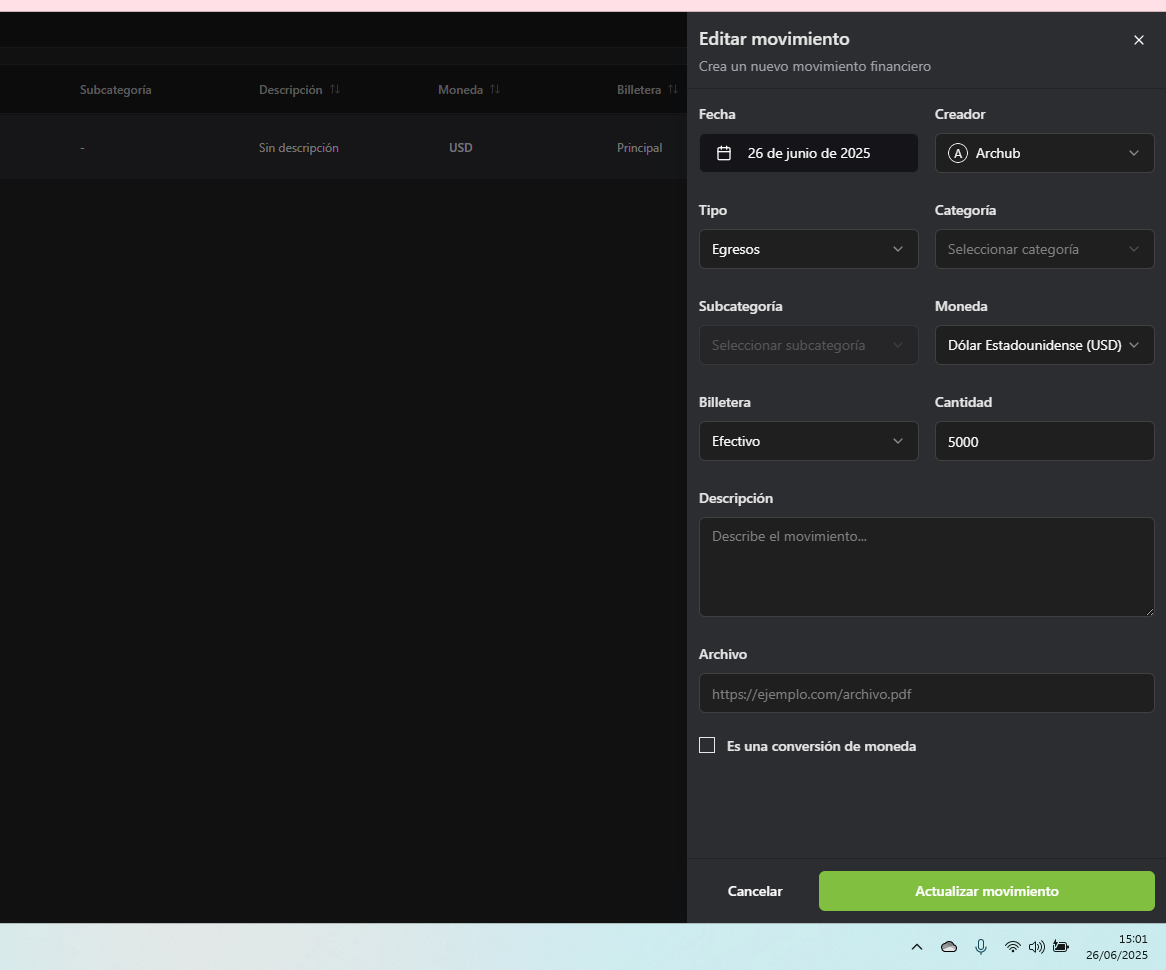 Editar movimiento
Crea un nuevo movimiento financiero
Subcategoría Descripción Moneda Billetera
- Sin descripción USD Principal
Fecha Creador
26 de junio de 2025 A Archub
Tipo Categoría
Egresos Seleccionar categoría
Subcategoría Moneda
Seleccionar subcategoría Dólar Estadounidense (USD)
Billetera Cantidad
Efectivo 5000
Descripción
Describe el movimiento...
Archivo
https://ejemplo.com/archivo.pdf
Es una conversión de moneda
Cancelar Actualizar movimiento
15:01
26/06/2025